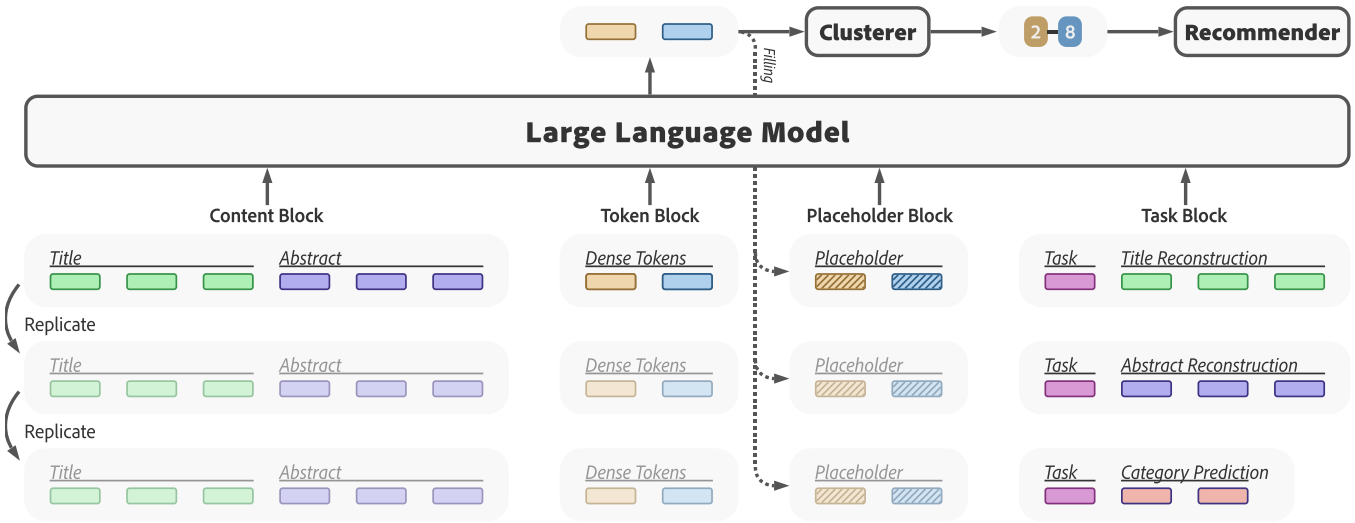 Filling
Clusterer
2
8
Recommender
Large Language Model
Content Block
Token Block
Placeholder Block
Task Block
Title
Abstract
Dense Tokens
Placeholder
Task
Title Reconstruction
Replicate
Title
Abstract
Dense Tokens
Placeholder
Task
Abstract Reconstruction
Replicate
Title
Abstract
Dense Tokens
Placeholder
Task
Category Prediction